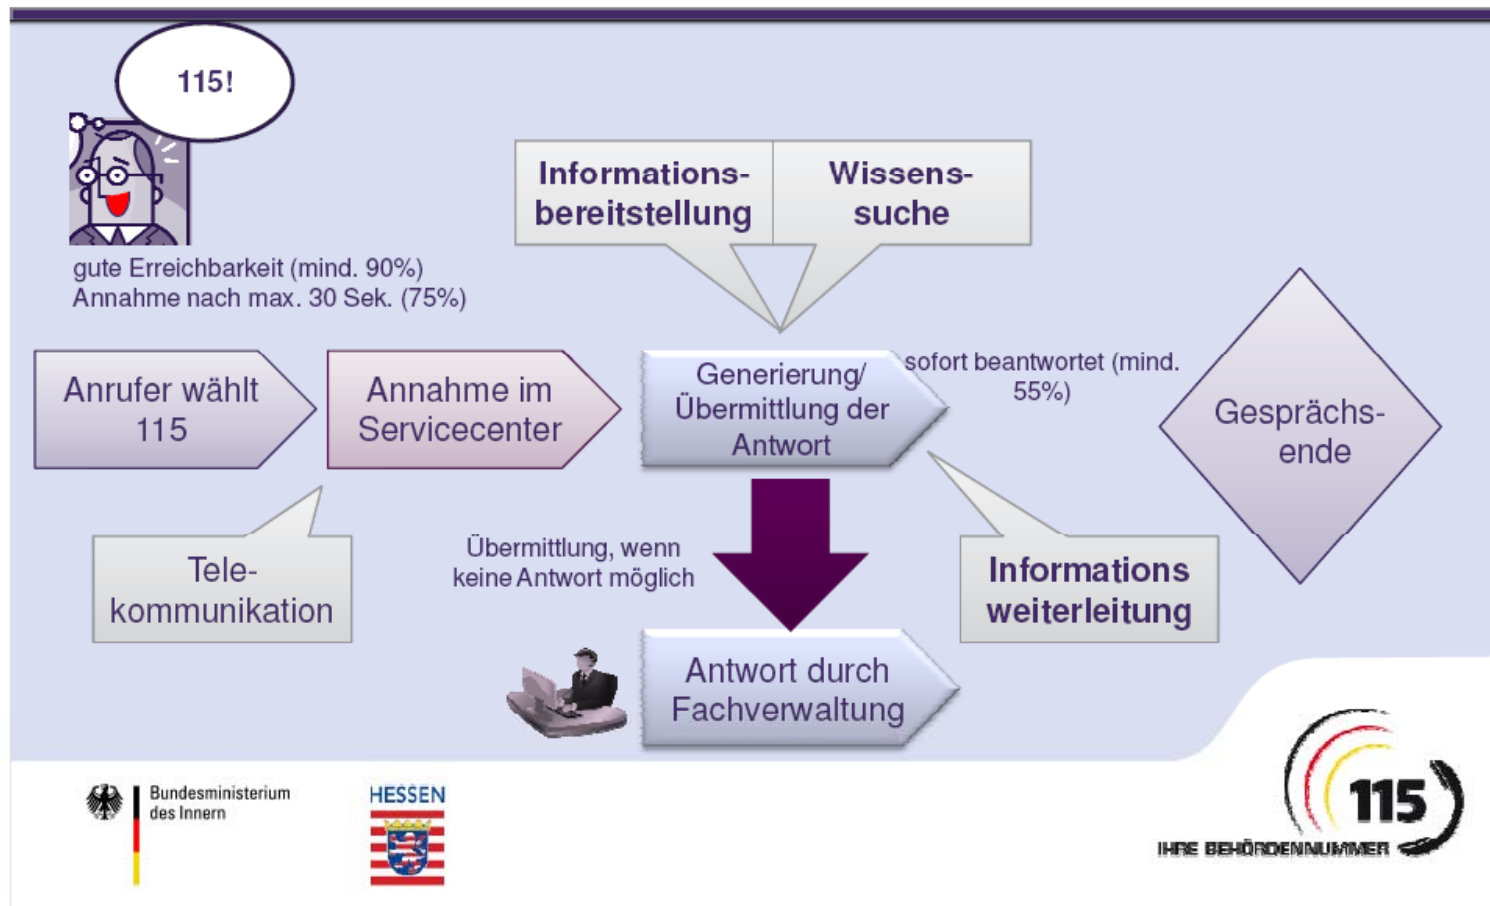 115!
Informations-
bereitstellung
Wissens-
suche
gute Erreichbarkeit (mind. 90%)
Annahme nach max. 30 Sek. (75%)
Anrufer wählt
115
Annahme im
Servicecenter
Generierung/
Übermittlung der
Antwort
sofort beantwortet (mind.
55%)
Gesprächs-
ende
Tele-
kommunikation
Übermittlung, wenn
keine Antwort möglich
Informations
weiterleitung
Antwort durch
Fachverwaltung
Bundesministerium
des Innern
HESSEN
115
IHRE BEHÖRDENNUMMER